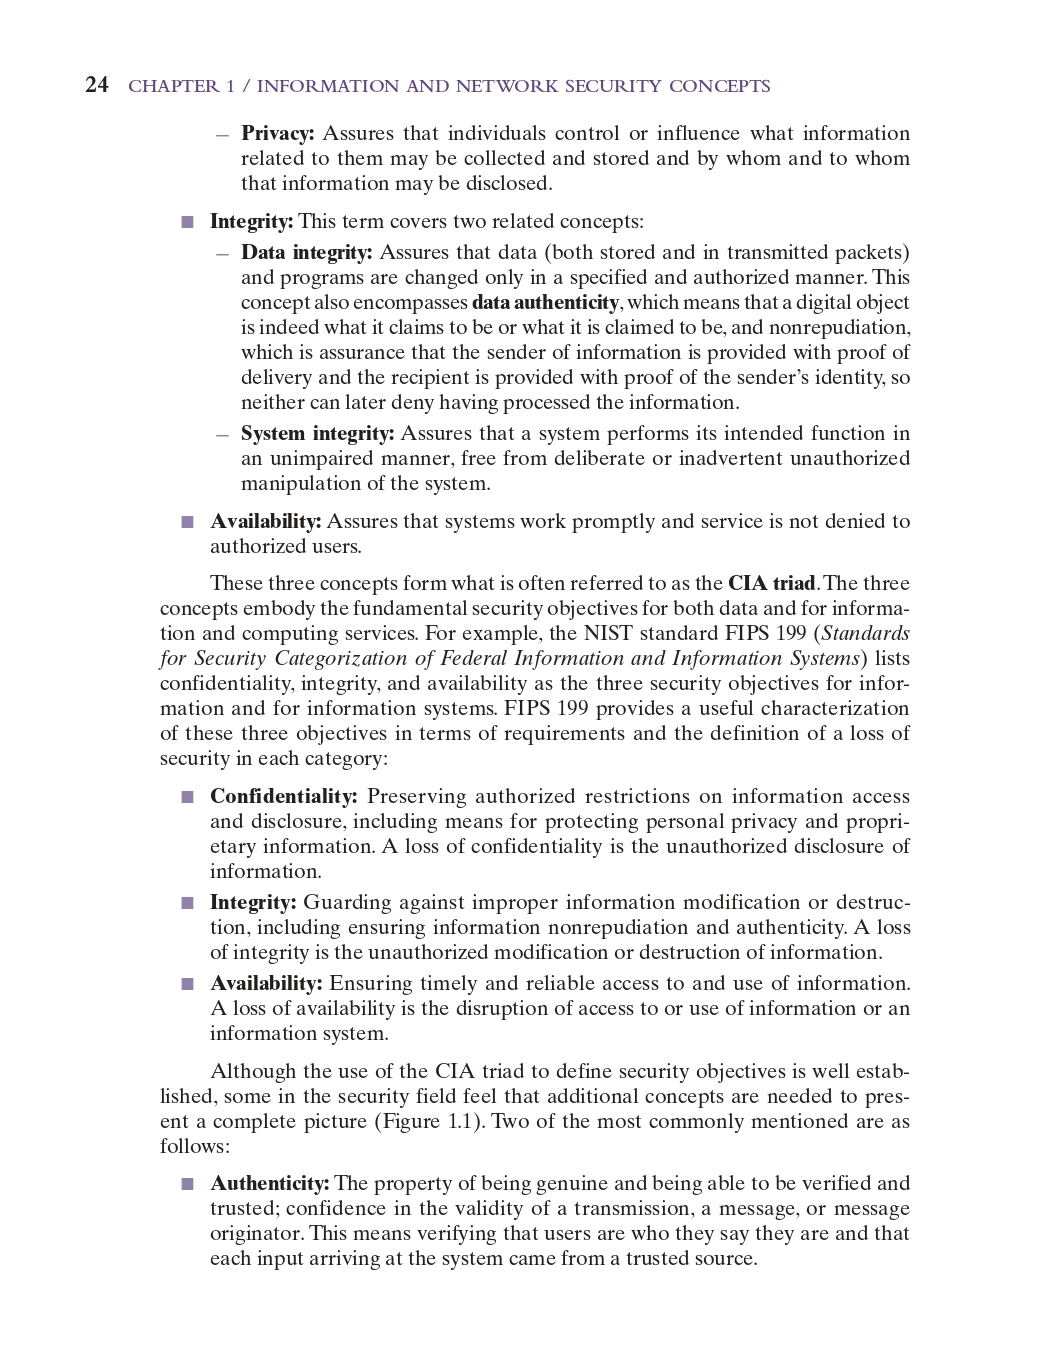 24 CHAPTER 1 / INFORMATION AND NETWORK SECURITY CONCEPTS
– Privacy: Assures that individuals control or influence what information
related to them may be collected and stored and by whom and to whom
that information may be disclosed.
■ Integrity: This term covers two related concepts:
– Data integrity: Assures that data (both stored and in transmitted packets)
and programs are changed only in a specified and authorized manner. This
concept also encompasses data authenticity, which means that a digital object
is indeed what it claims to be or what it is claimed to be, and nonrepudiation,
which is assurance that the sender of information is provided with proof of
delivery and the recipient is provided with proof of the sender’s identity, so
neither can later deny having processed the information.
– System integrity: Assures that a system performs its intended function in
an unimpaired manner, free from deliberate or inadvertent unauthorized
manipulation of the system.
■ Availability: Assures that systems work promptly and service is not denied to
authorized users.
These three concepts form what is often referred to as the CIA triad. The three
concepts embody the fundamental security objectives for both data and for informa-
tion and computing services. For example, the NIST standard FIPS 199 (Standards
for Security Categorization of Federal Information and Information Systems) lists
confidentiality, integrity, and availability as the three security objectives for infor-
mation and for information systems. FIPS 199 provides a useful characterization
of these three objectives in terms of requirements and the definition of a loss of
security in each category:
■ Confidentiality: Preserving authorized restrictions on information access
and disclosure, including means for protecting personal privacy and propri-
etary information. A loss of confidentiality is the unauthorized disclosure of
information.
■ Integrity: Guarding against improper information modification or destruc-
tion, including ensuring information nonrepudiation and authenticity. A loss
of integrity is the unauthorized modification or destruction of information.
■ Availability: Ensuring timely and reliable access to and use of information.
A loss of availability is the disruption of access to or use of information or an
information system.
Although the use of the CIA triad to define security objectives is well estab-
lished, some in the security field feel that additional concepts are needed to pres-
ent a complete picture (Figure 1.1). Two of the most commonly mentioned are as
follows:
■ Authenticity: The property of being genuine and being able to be verified and
trusted; confidence in the validity of a transmission, a message, or message
originator. This means verifying that users are who they say they are and that
each input arriving at the system came from a trusted source.